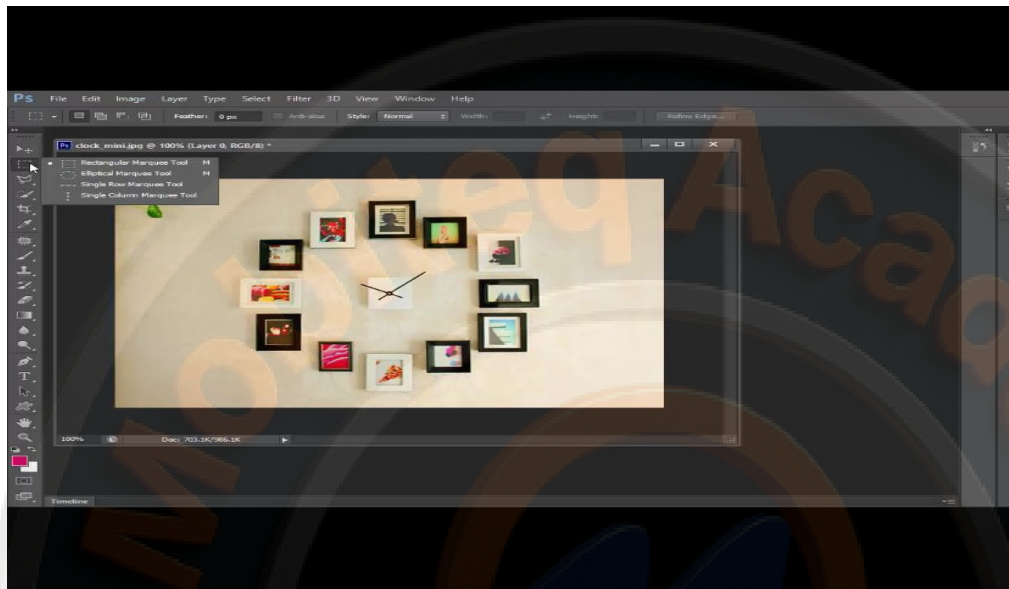 Ps File Edit Image Layer Type Select Filter 3D View Window Help
Feather: 0 px Anti-alias Style: Normal Width: Height: Refine Edge...
clock_mini.jpg @ 100% (Layer 0, RGB/8) *
Rectangular Marquee Tool M
Elliptical Marquee Tool M
Single Row Marquee Tool
Single Column Marquee Tool
100% Doc: 703.1K/986.1K
Timeline
Mobiteq Acad